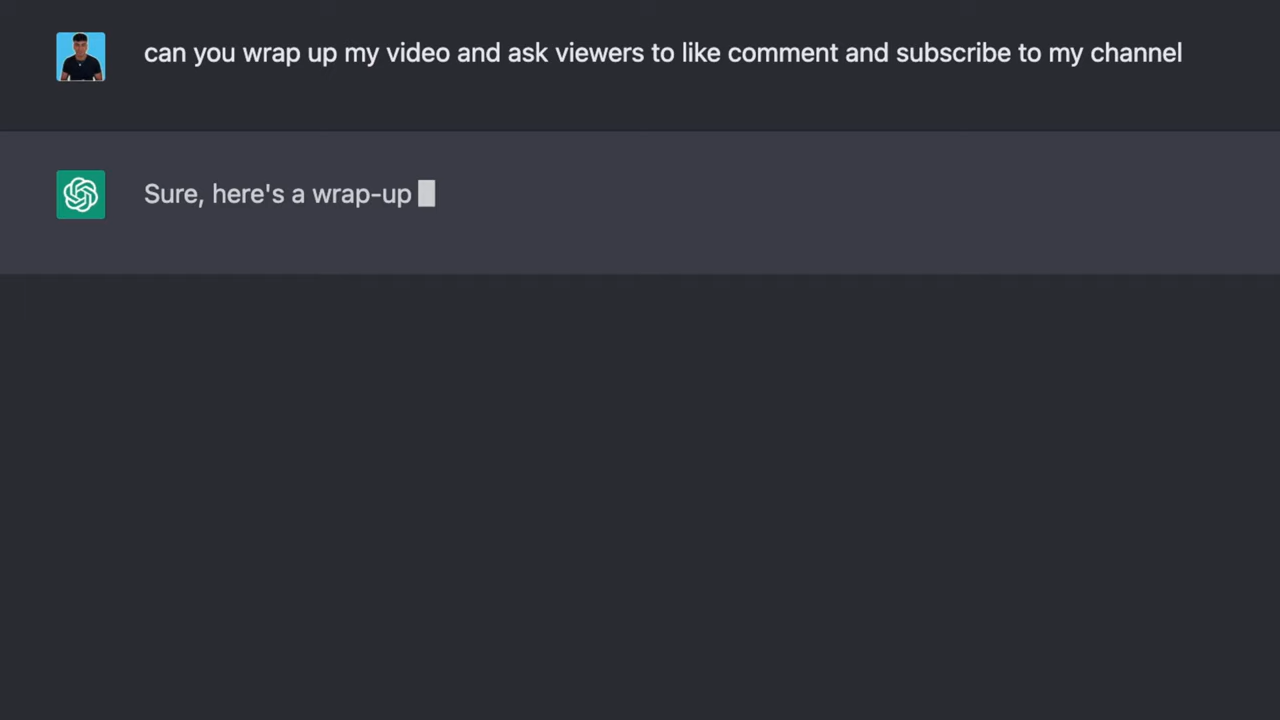 can you wrap up my video and ask viewers to like comment and subscribe to my channel
Sure, here's a wrap-up